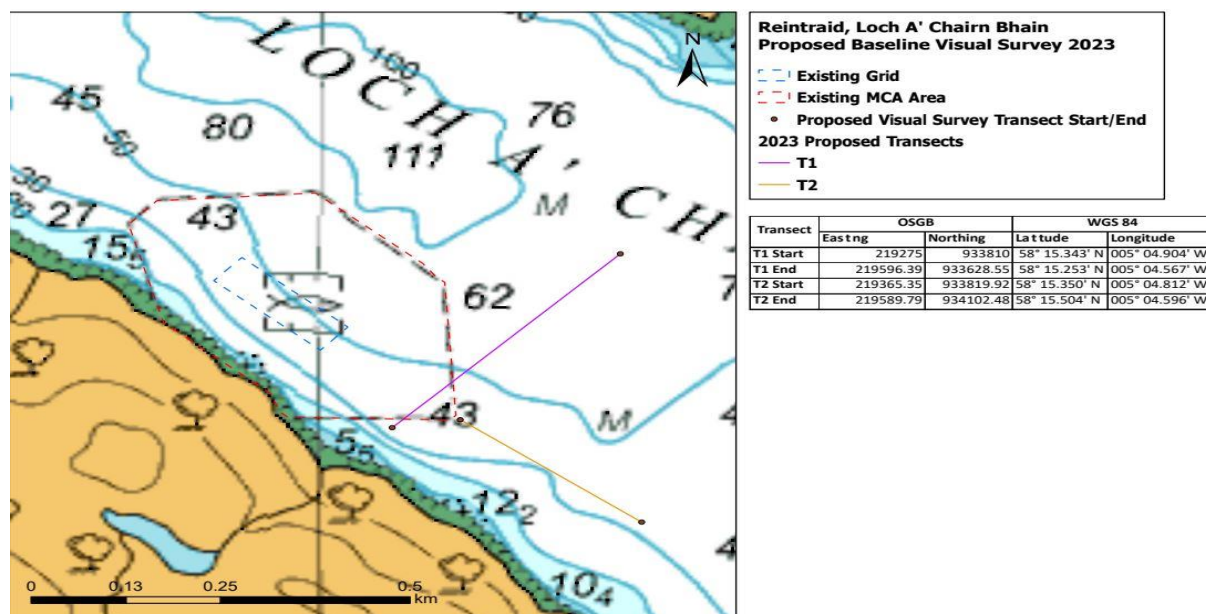 LOCH A' CH
N
100
45
50
80
76
111
M
30
27
43
15₅
62
43
M
5₅
12₂
10₄
0 0.13 0.25 0.5
km
Reintraid, Loch A' Chairn Bhain
Proposed Baseline Visual Survey 2023
Existing Grid
Existing MCA Area
Proposed Visual Survey Transect Start/End
2023 Proposed Transects
T1
T2
Transect OSGB WGS 84
Eastng Northing Lattude Longitude
T1 Start 219275 933810 58° 15.343' N 005° 04.904' W
T1 End 219596.39 933628.55 58° 15.253' N 005° 04.567' W
T2 Start 219365.35 933819.92 58° 15.350' N 005° 04.812' W
T2 End 219589.79 934102.48 58° 15.504' N 005° 04.596' W